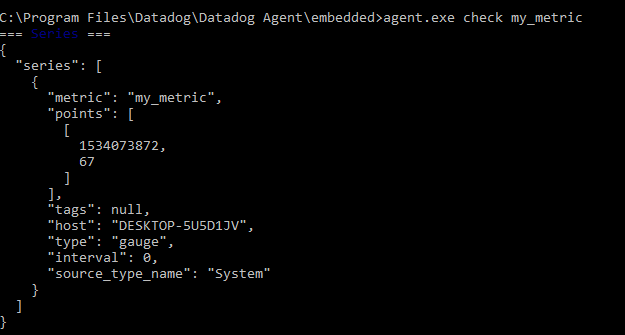 C:\Program Files\Datadog\Datadog Agent\embedded>agent.exe check my_metric
=== Series ===
{
  "series": [
    {
      "metric": "my_metric",
      "points": [
        [
          1534073872,
          67
        ]
      ],
      "tags": null,
      "host": "DESKTOP-5U5D1JV",
      "type": "gauge",
      "interval": 0,
      "source_type_name": "System"
    }
  ]
}